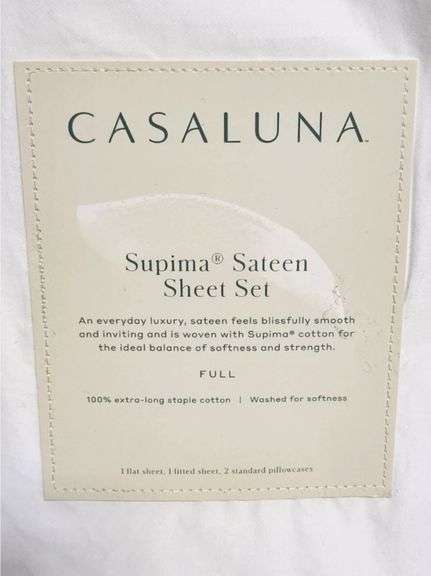 CASALUNA™
Supima® Sateen
Sheet Set
An everyday luxury, sateen feels blissfully smooth
and inviting and is woven with Supima® cotton for
the ideal balance of softness and strength.
FULL
100% extra-long staple cotton | Washed for softness
1 flat sheet, 1 fitted sheet, 2 standard pillowcases